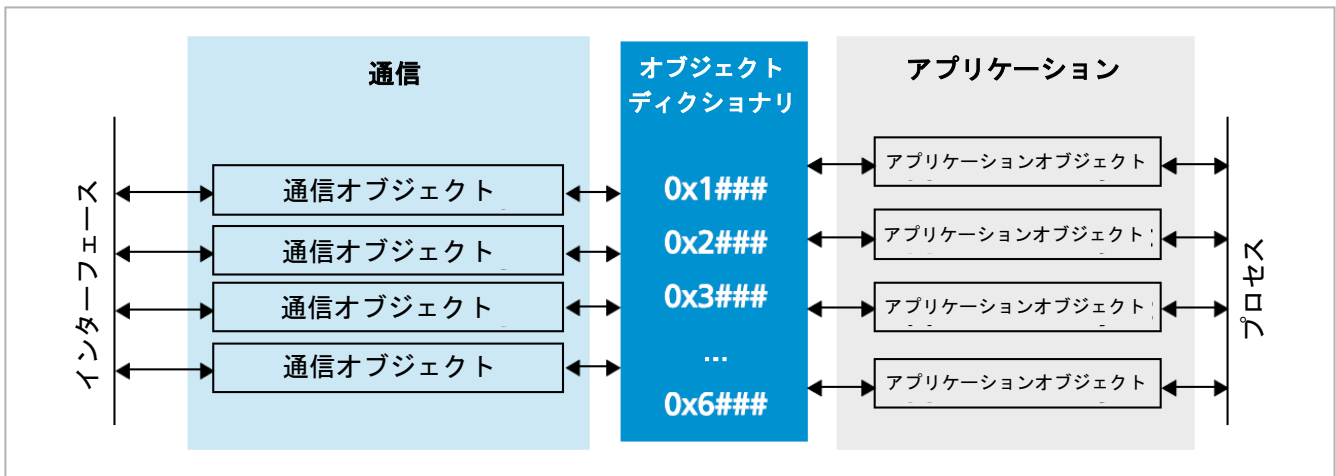 通信
オブジェクト
ディクショナリ
アプリケーション
インターフェース
通信オブジェクト
通信オブジェクト
通信オブジェクト
通信オブジェクト
0x1###
0x2###
0x3###
...
0x6###
アプリケーションオブジェクト
アプリケーションオブジェクト
アプリケーションオブジェクト
アプリケーションオブジェクト
プロセス